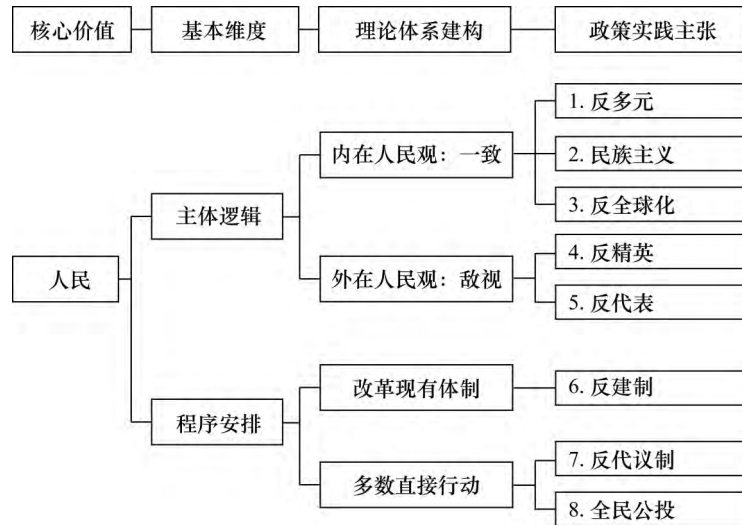 核心价值
基本维度
理论体系建构
政策实践主张
人民
主体逻辑
内在人民观：一致
1. 反多元
2. 民族主义
3. 反全球化
外在人民观：敌视
4. 反精英
5. 反代表
程序安排
改革现有体制
6. 反建制
多数直接行动
7. 反代议制
8. 全民公投